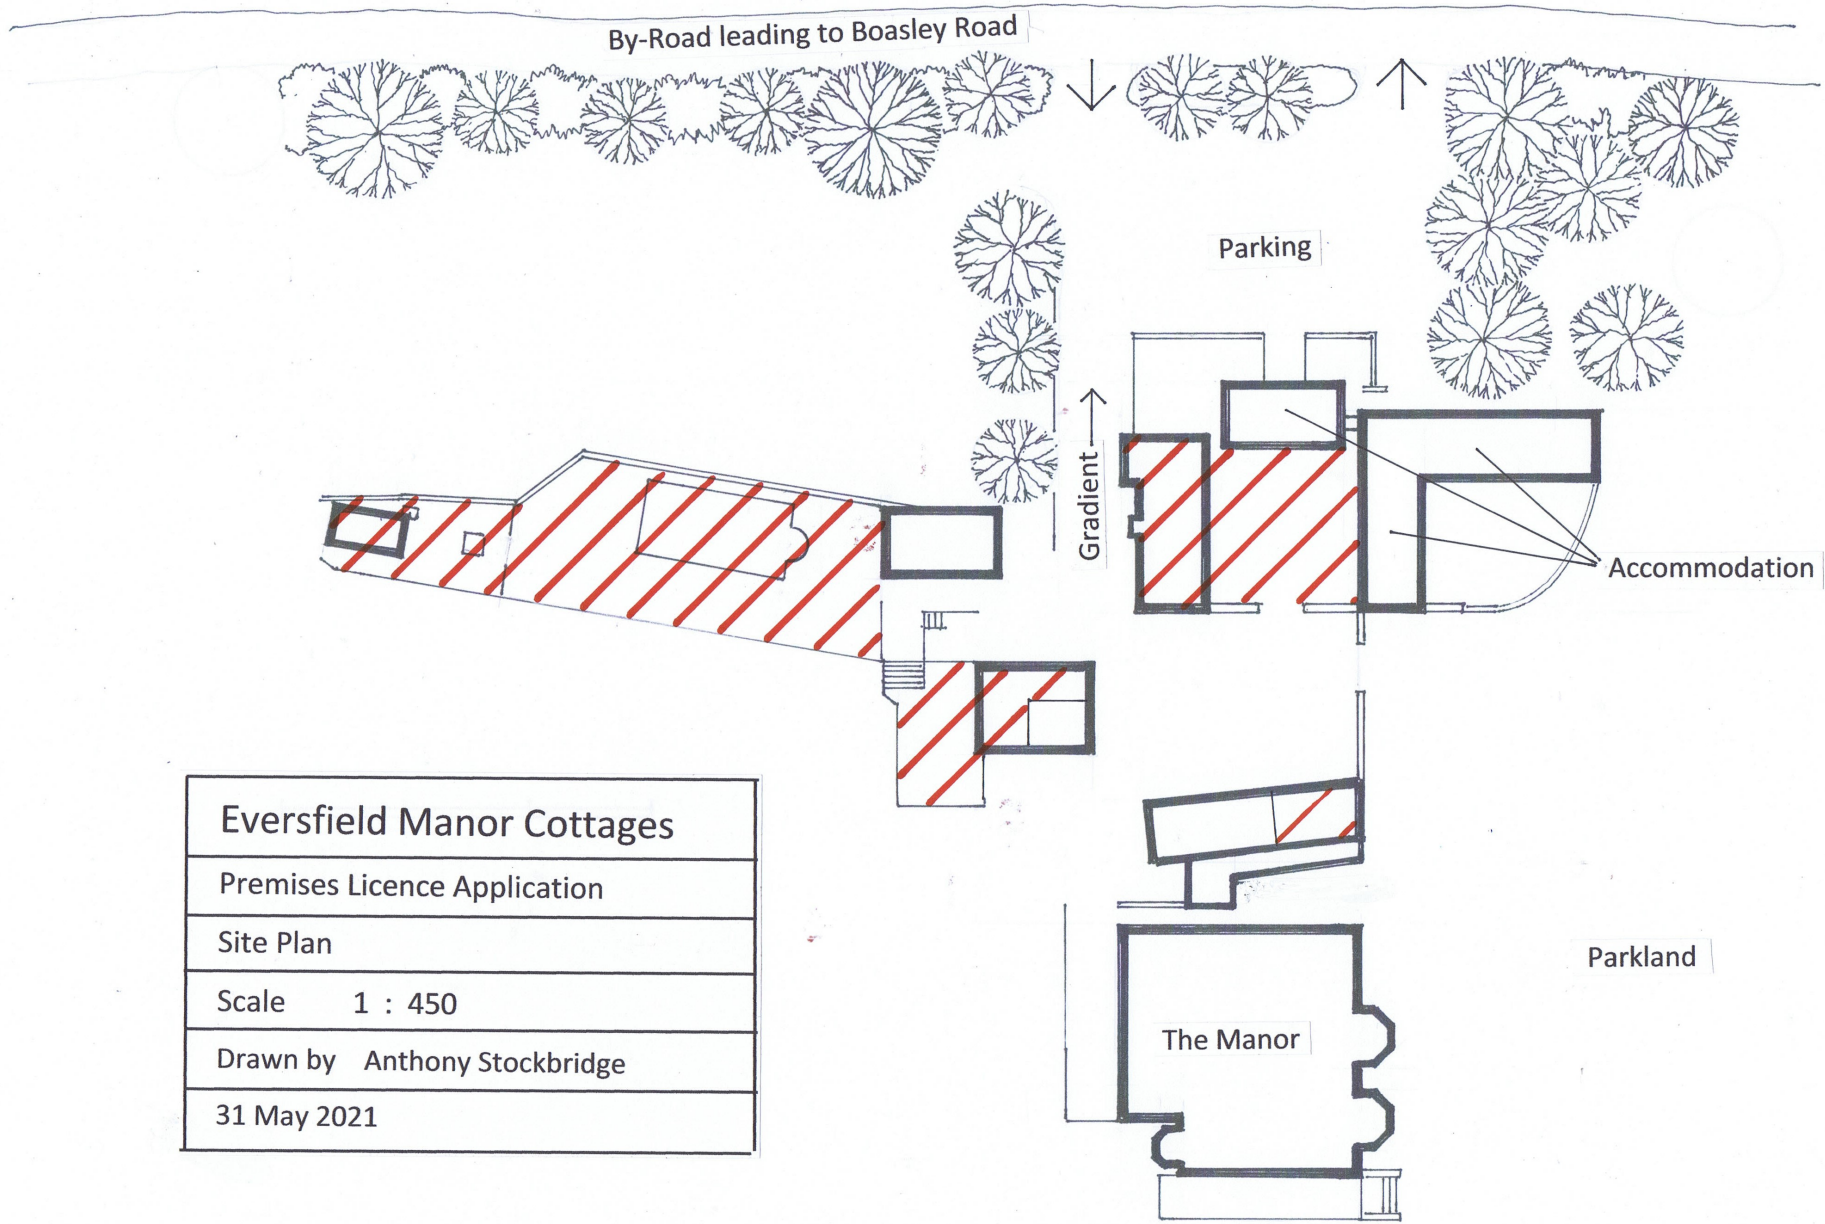 By-Road leading to Boasley Road
Parking
Gradient
Accommodation
Eversfield Manor Cottages
Premises Licence Application
Site Plan
Scale 1 : 450
Drawn by Anthony Stockbridge
31 May 2021
Parkland
The Manor